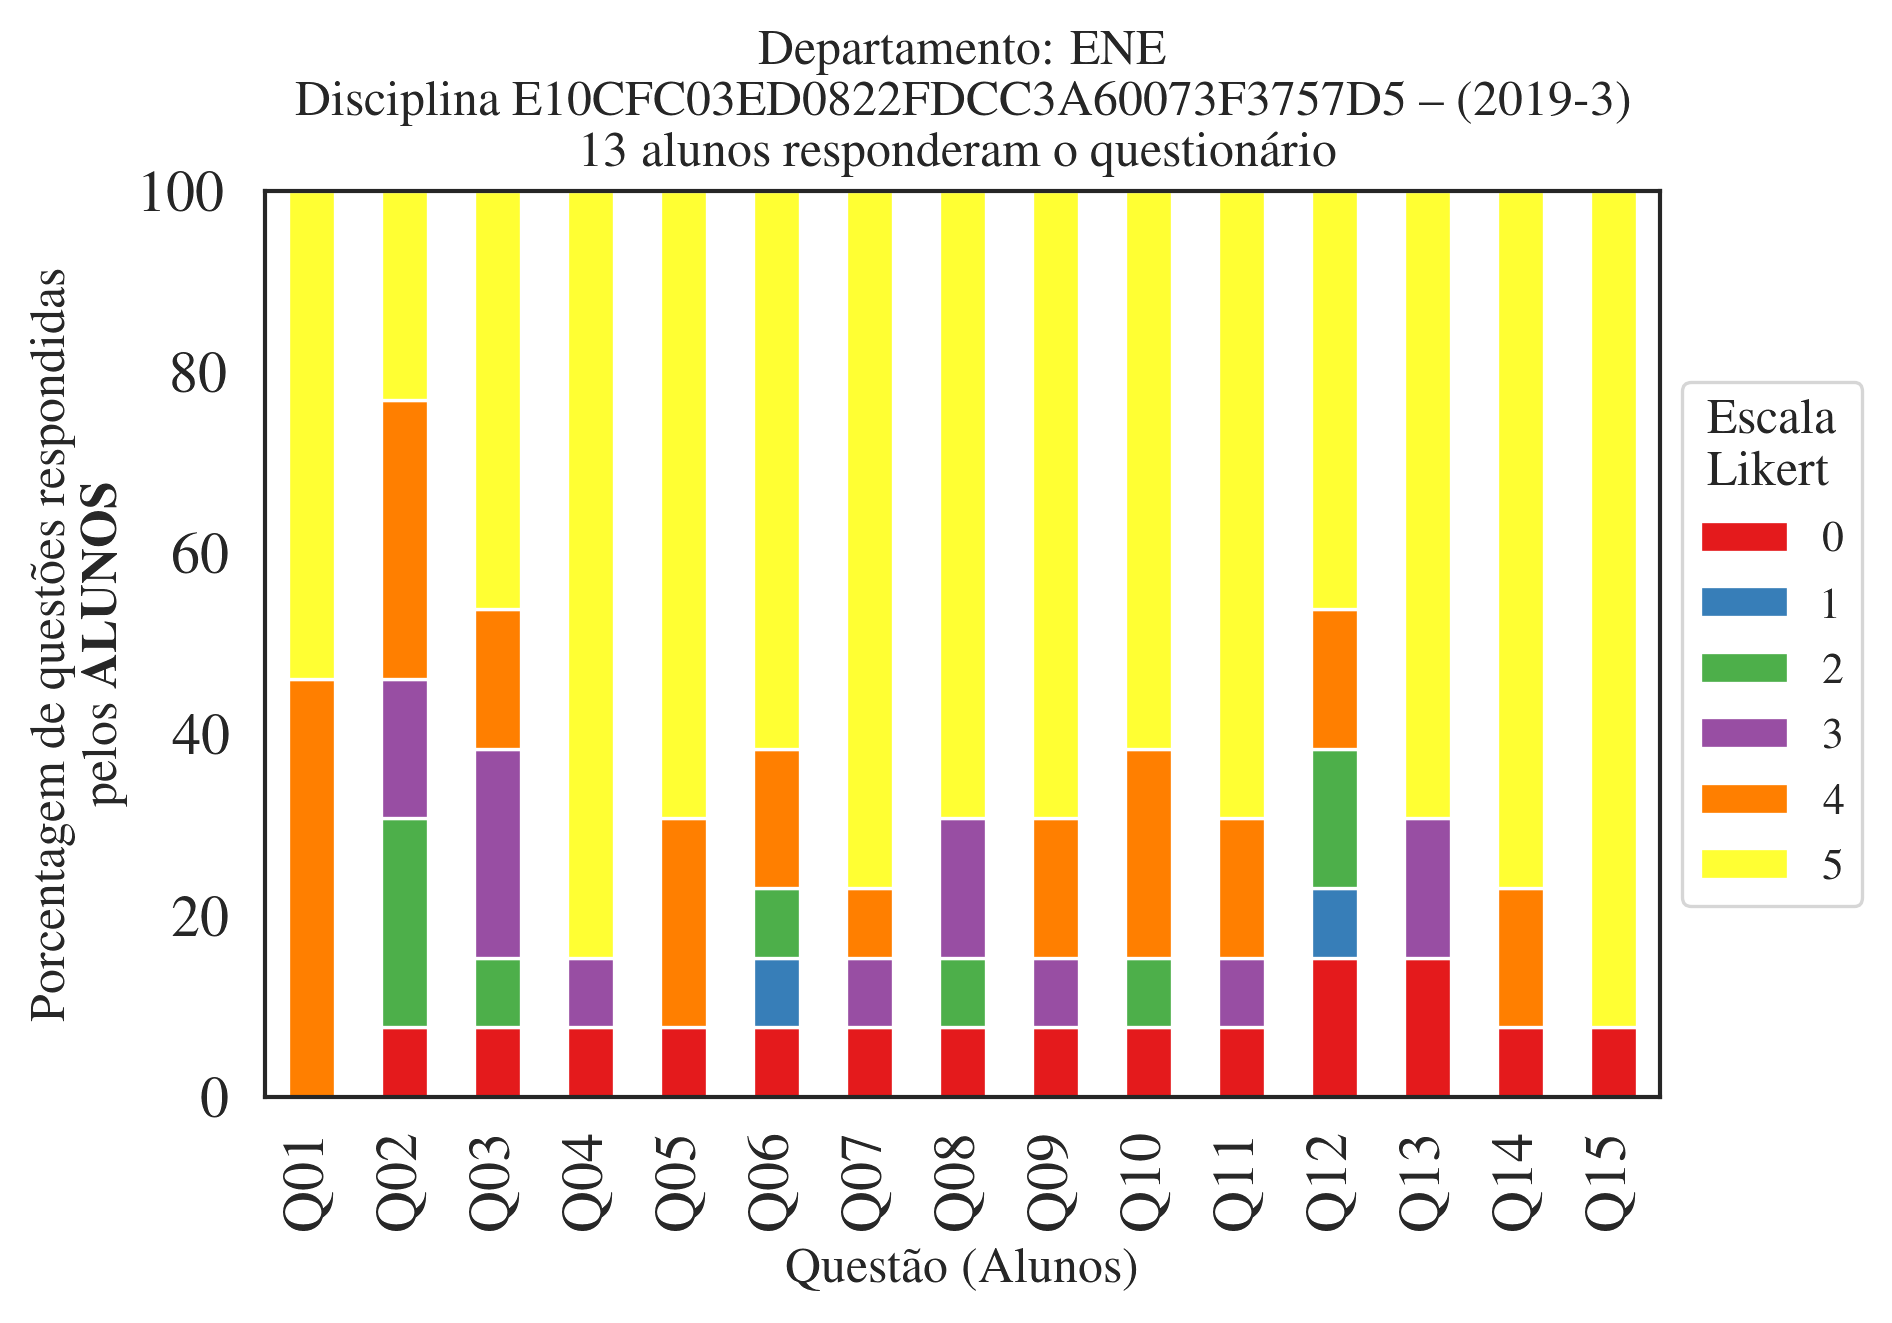 Departamento: ENE
Disciplina E10CFC03ED0822FDCC3A60073F3757D5 – (2019-3)
13 alunos responderam o questionário
Porcentagem de questões respondidas
pelos ALUNOS
100
80
60
40
20
0
Q01
Q02
Q03
Q04
Q05
Q06
Q07
Q08
Q09
Q10
Q11
Q12
Q13
Q14
Q15
Questão (Alunos)
Escala
Likert
0
1
2
3
4
5